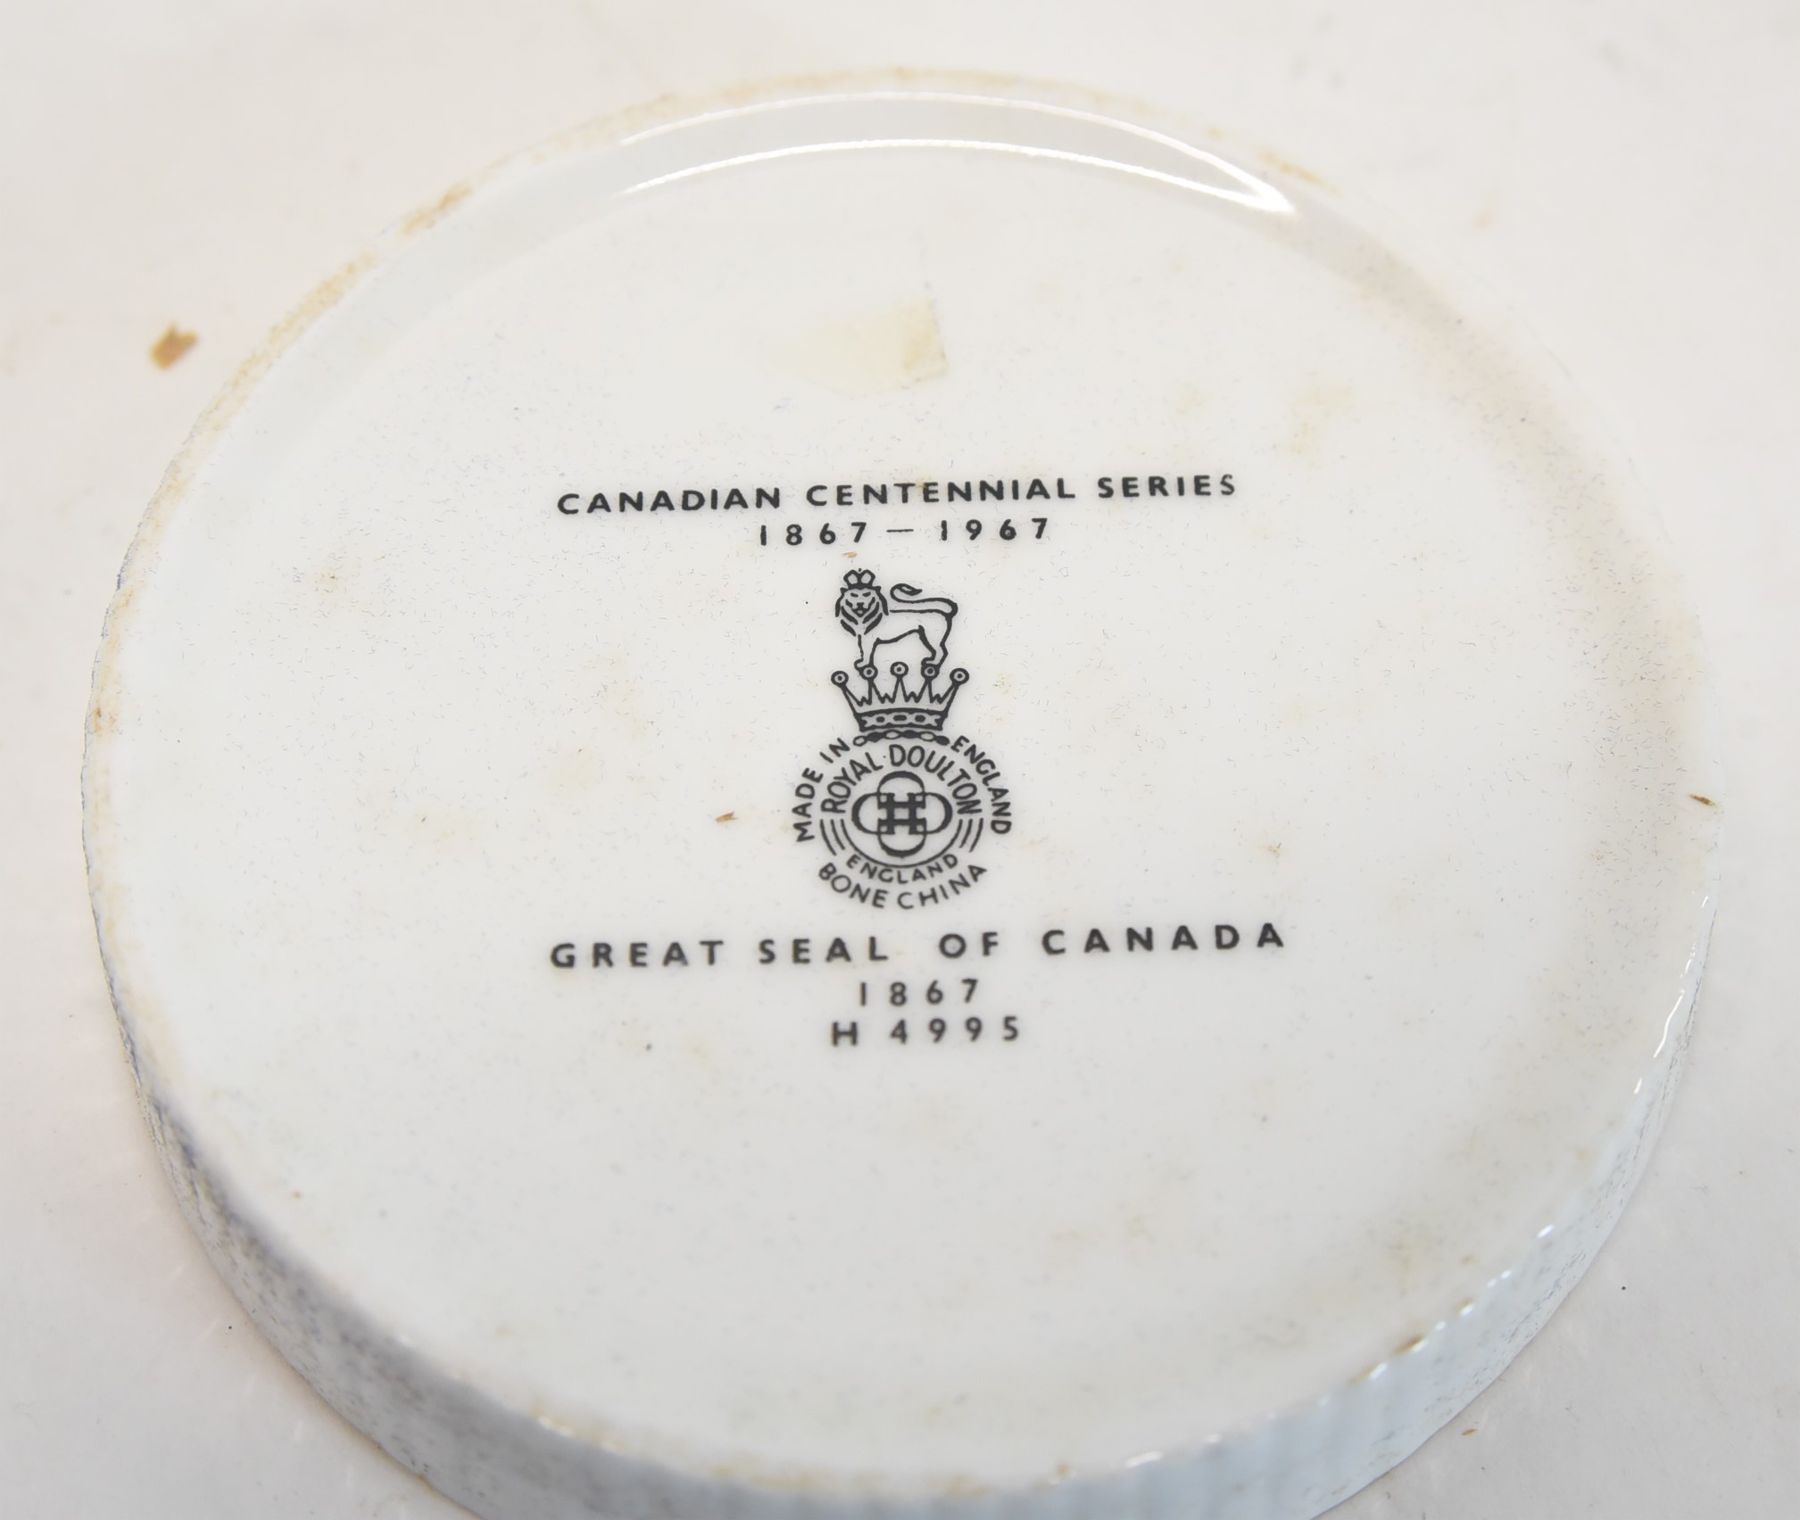 CANADIAN CENTENNIAL SERIES
1867 — 1967
MADE IN ENGLAND
ROYAL DOULTON
ENGLAND
BONE CHINA
GREAT SEAL OF CANADA
1867
H 4995